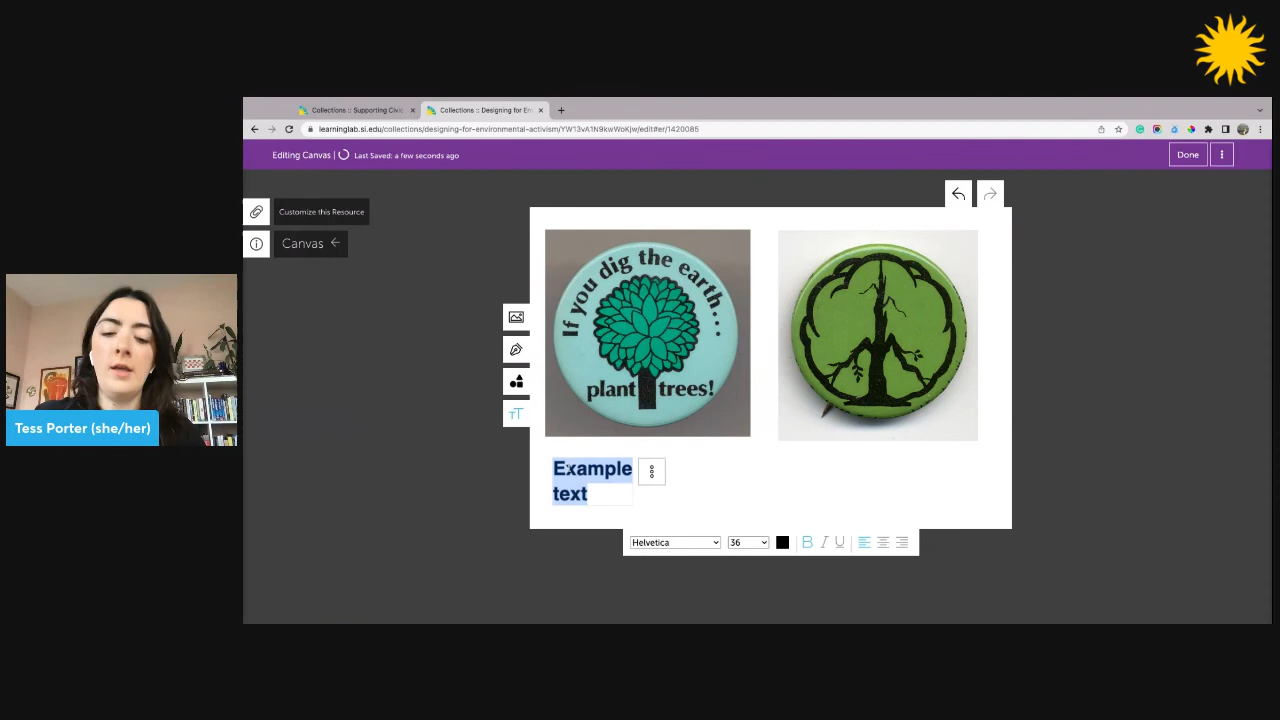 Collections :: Supporting Civic
Collections :: Designing for En
learninglab.si.edu/collections/designing-for-environmental-activism/YW13vA1N9kwWoKJw/edit#er/1420085
Editing Canvas | Last Saved: a few seconds ago
Done
Customize this Resource
Canvas
If you dig the earth...
plant trees!
Tess Porter (she/her)
Example
text
Helvetica 36 B I U